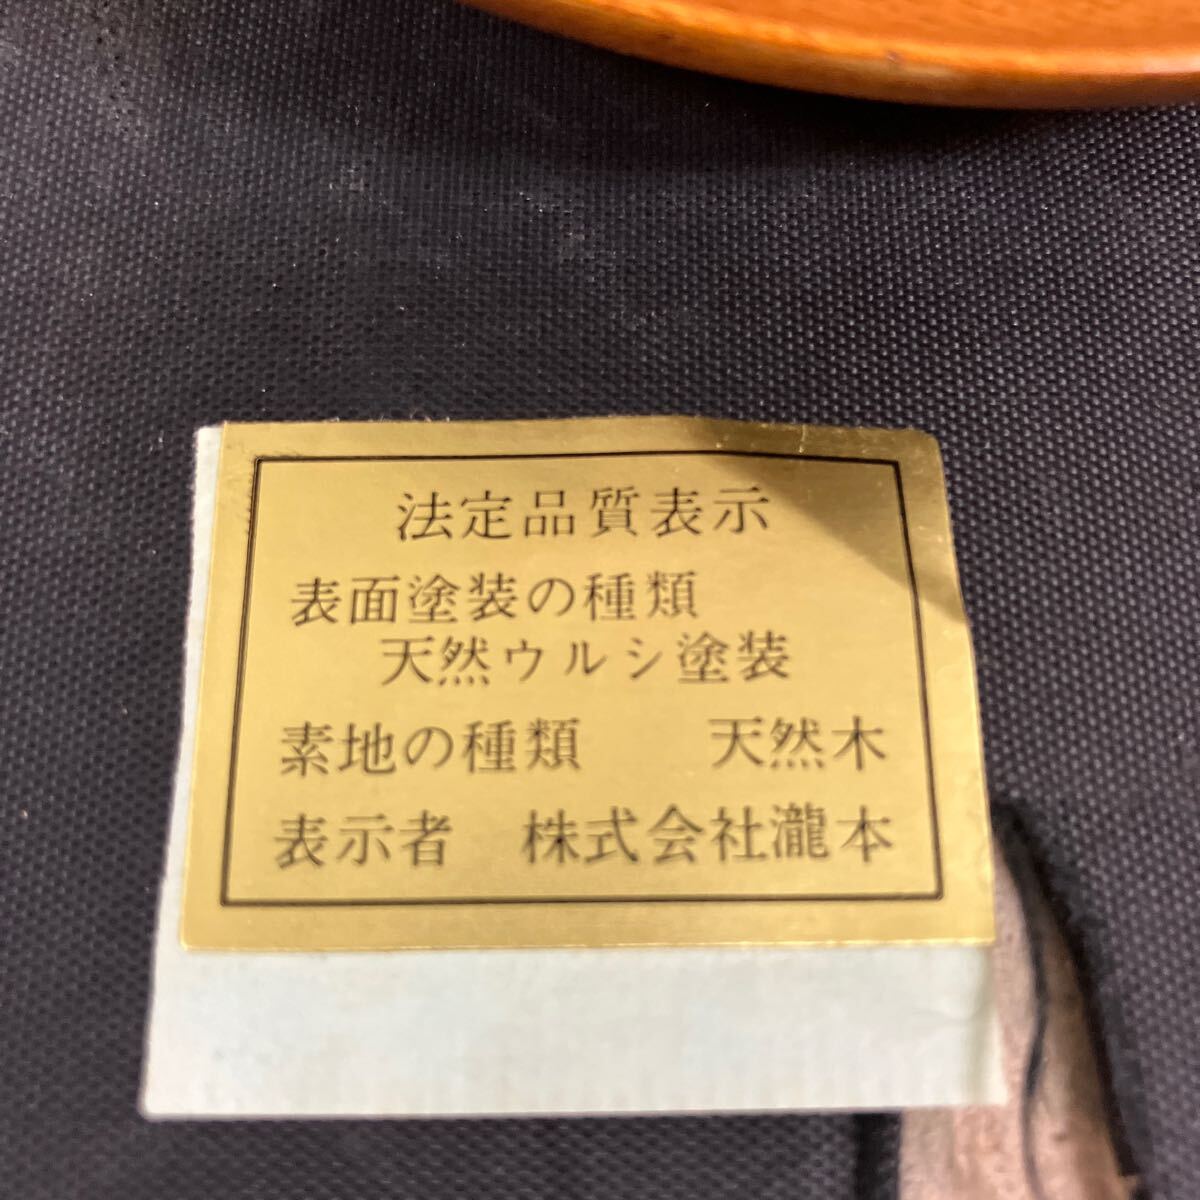 法定品質表示
表面塗装の種類
天然ウルシ塗装
素地の種類　天然木
表示者　株式会社瀧本